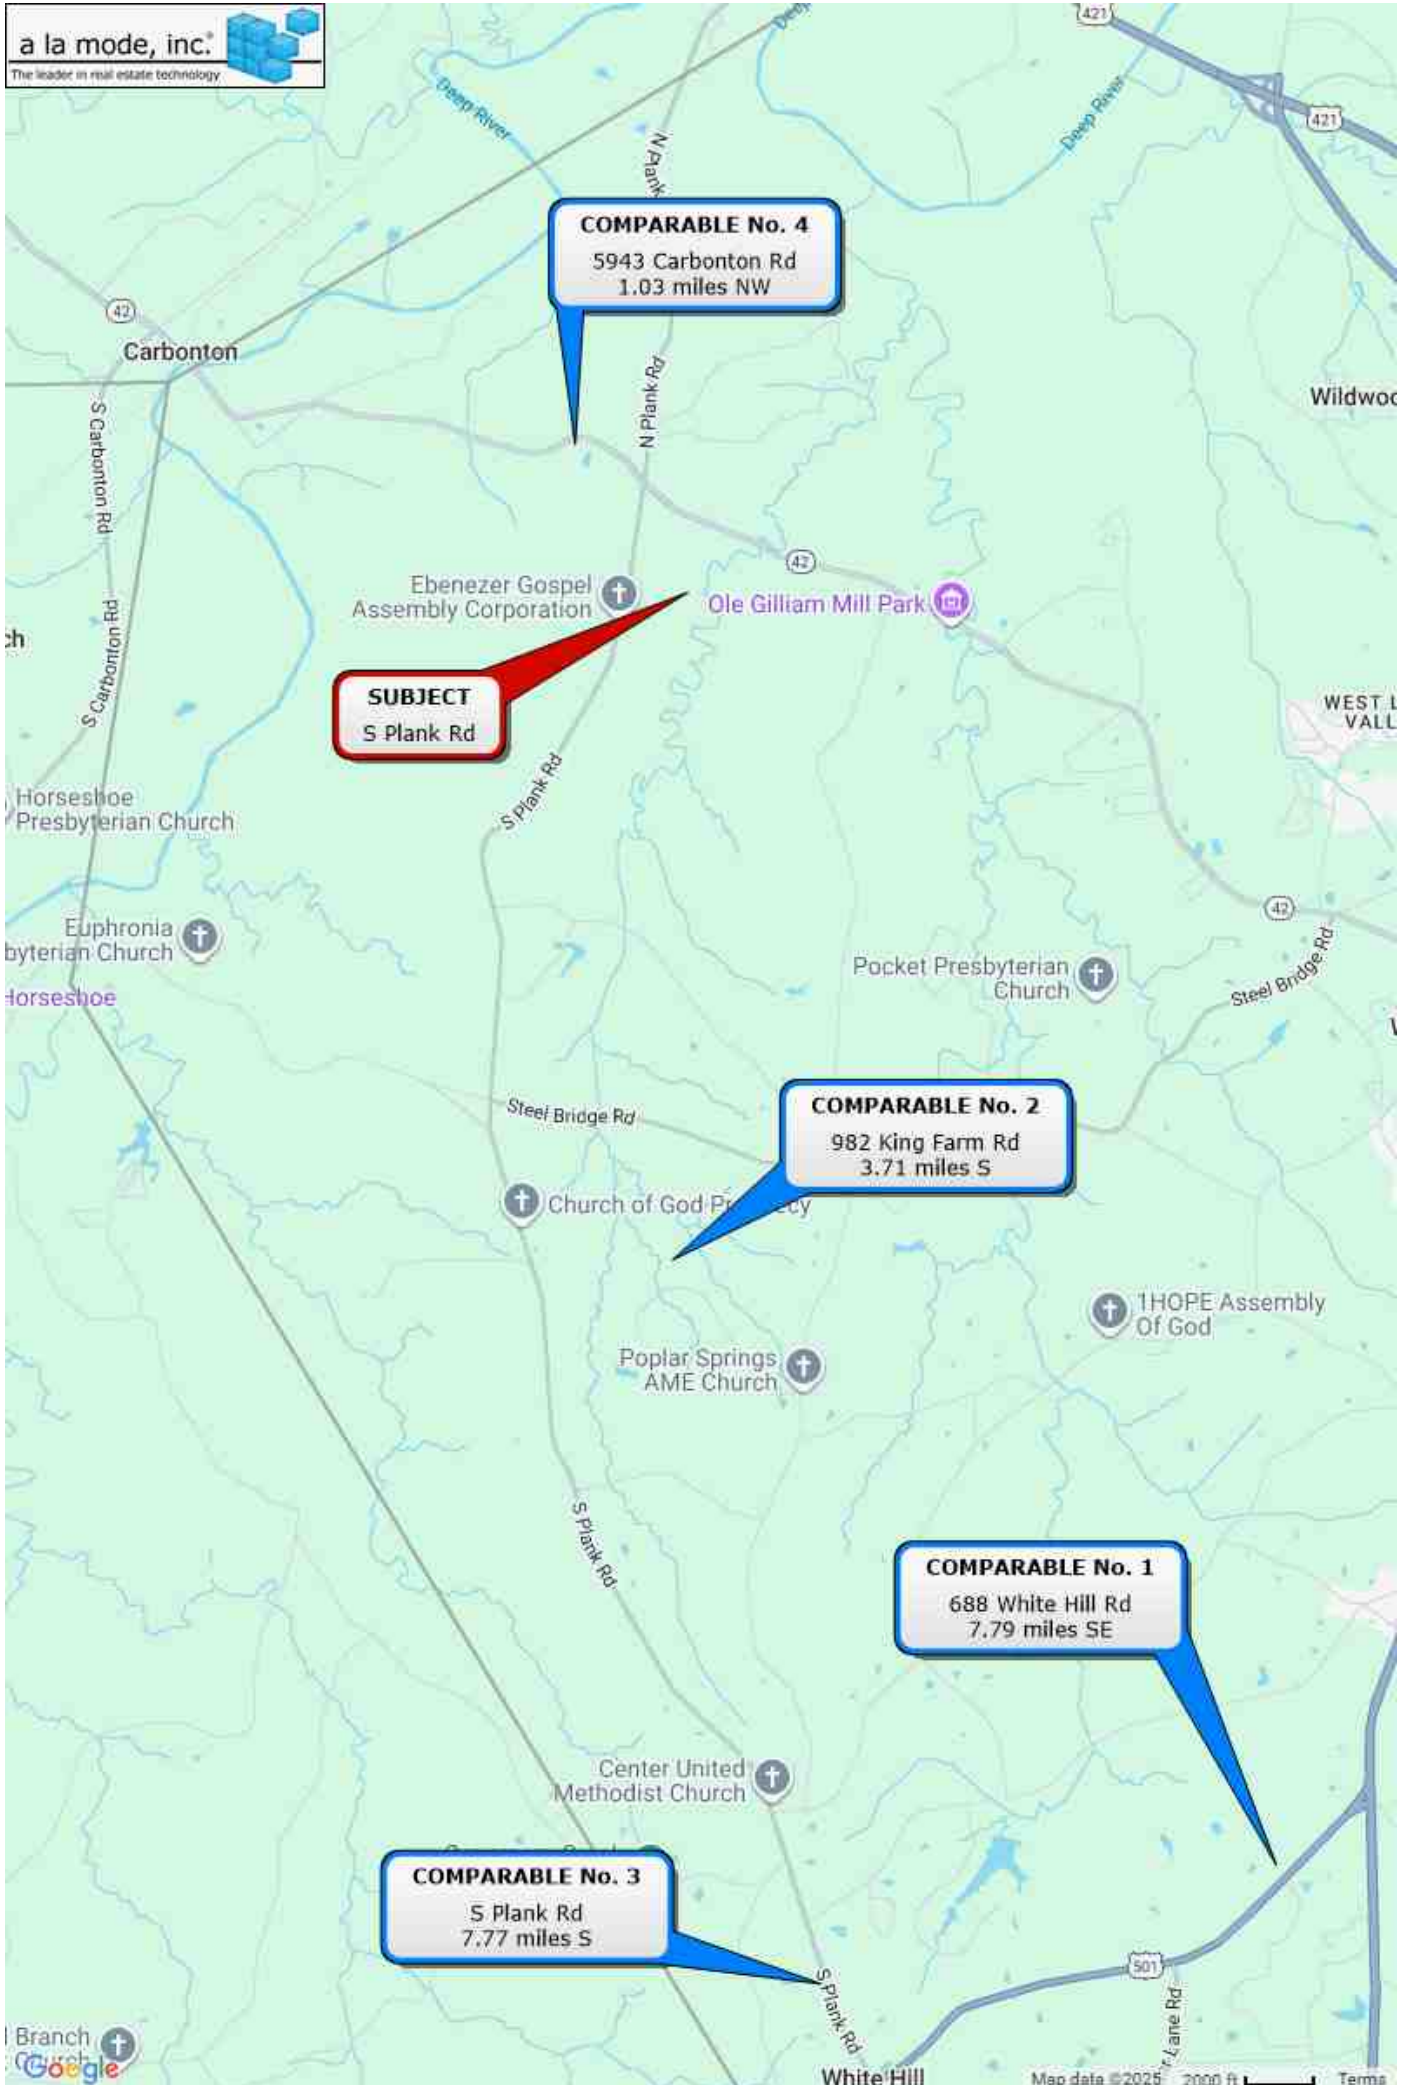 a la mode, inc.
The leader in real estate technology
421
Deep River
Deep River
421
N Plank
COMPARABLE No. 4
5943 Carbonton Rd
1.03 miles NW
42
Carbonton
N Plank Rd
Wildwoo
S Carbonton Rd
42
Ebenezer Gospel
Assembly Corporation
Ole Gilliam Mill Park
S Carbonton Rd
ch
SUBJECT
S Plank Rd
WEST L
VALL
S Plank Rd
Horseshoe
Presbyterian Church
42
Euphronia
byterian Church
Steel Bridge Rd
Pocket Presbyterian
Church
Horseshoe
COMPARABLE No. 2
982 King Farm Rd
3.71 miles S
Steel Bridge Rd
Church of God Pr
ecy
1HOPE Assembly
Of God
Poplar Springs
AME Church
S Plank Rd
COMPARABLE No. 1
688 White Hill Rd
7.79 miles SE
Center United
Methodist Church
COMPARABLE No. 3
S Plank Rd
7.77 miles S
501
S Plank Rd
r Lane Rd
Branch
Church
Google
White Hill
Map data ©2025
2000 ft
Terms